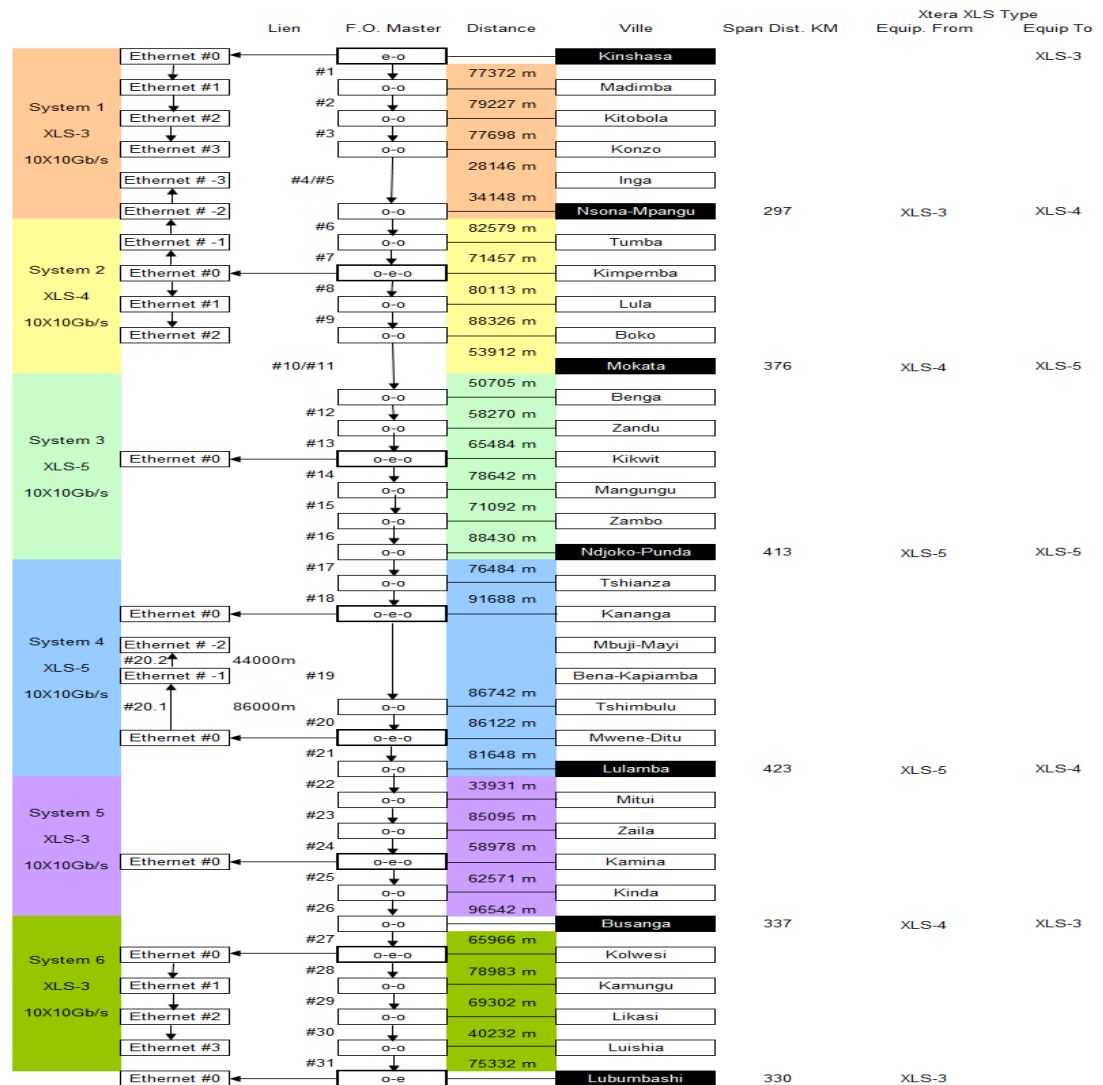 Xtera XLS Type
Lien F.O. Master Distance Ville Span Dist. KM Equip. From Equip To
Ethernet #0 e-o Kinshasa XLS-3
#1 77372 m
Ethernet #1 o-o Madimba
System 1 #2 79227 m
Ethernet #2 o-o Kitobola
XLS-3 #3 77698 m
Ethernet #3 o-o Konzo
10X10Gb/s 28146 m
Ethernet # -3 #4/#5 Inga
34148 m
Ethernet # -2 o-o Nsona-Mpangu 297 XLS-3 XLS-4
#6 82579 m
Ethernet # -1 o-o Tumba
#7 71457 m
System 2 Ethernet #0 o-e-o Kimpemba
XLS-4 #8 80113 m
Ethernet #1 o-o Lula
10X10Gb/s #9 88326 m
Ethernet #2 o-o Boko
53912 m
#10/#11 Mokata 376 XLS-4 XLS-5
50705 m
o-o Benga
#12 58270 m
o-o Zandu
System 3 #13 65484 m
Ethernet #0 o-e-o Kikwit
XLS-5 #14 78642 m
10X10Gb/s o-o Mangungu
#15 71092 m
o-o Zambo
#16 88430 m
o-o Ndjoko-Punda 413 XLS-5 XLS-5
#17 76484 m
o-o Tshianza
#18 91688 m
Ethernet #0 o-e-o Kananga
System 4 Ethernet # -2 Mbuji-Mayi
XLS-5 #20.2 44000m
Ethernet # -1 #19 Bena-Kapiamba
10X10Gb/s 86742 m
#20.1 86000m o-o Tshimbulu
#20 86122 m
Ethernet #0 o-e-o Mwene-Ditu
#21 81648 m
o-o Lulamba 423 XLS-5 XLS-4
#22 33931 m
o-o Mitui
System 5 #23 85095 m
o-o Zaila
XLS-3 #24 58978 m
10X10Gb/s Ethernet #0 o-e-o Kamina
#25 62571 m
o-o Kinda
#26 96542 m
o-o Busanga 337 XLS-4 XLS-3
#27 65966 m
System 6 Ethernet #0 o-e-o Kolwesi
#28 78983 m
XLS-3 Ethernet #1 o-o Kamungu
#29 69302 m
10X10Gb/s Ethernet #2 o-o Likasi
#30 40232 m
Ethernet #3 o-o Luishia
#31 75332 m
Ethernet #0 o-e Lubumbashi 330 XLS-3